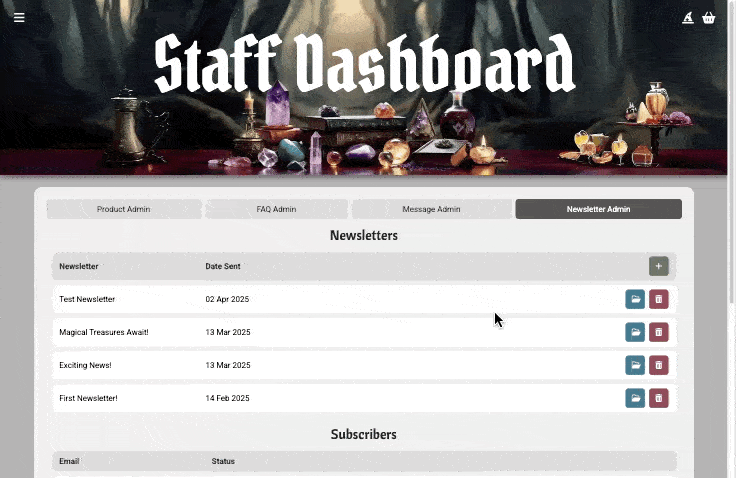 Staff Dashboard
Product Admin
FAQ Admin
Message Admin
Newsletter Admin
Newsletters
Newsletter Date Sent
Test Newsletter 02 Apr 2025
Magical Treasures Await! 13 Mar 2025
Exciting News! 13 Mar 2025
First Newsletter! 14 Feb 2025
Subscribers
Email Status